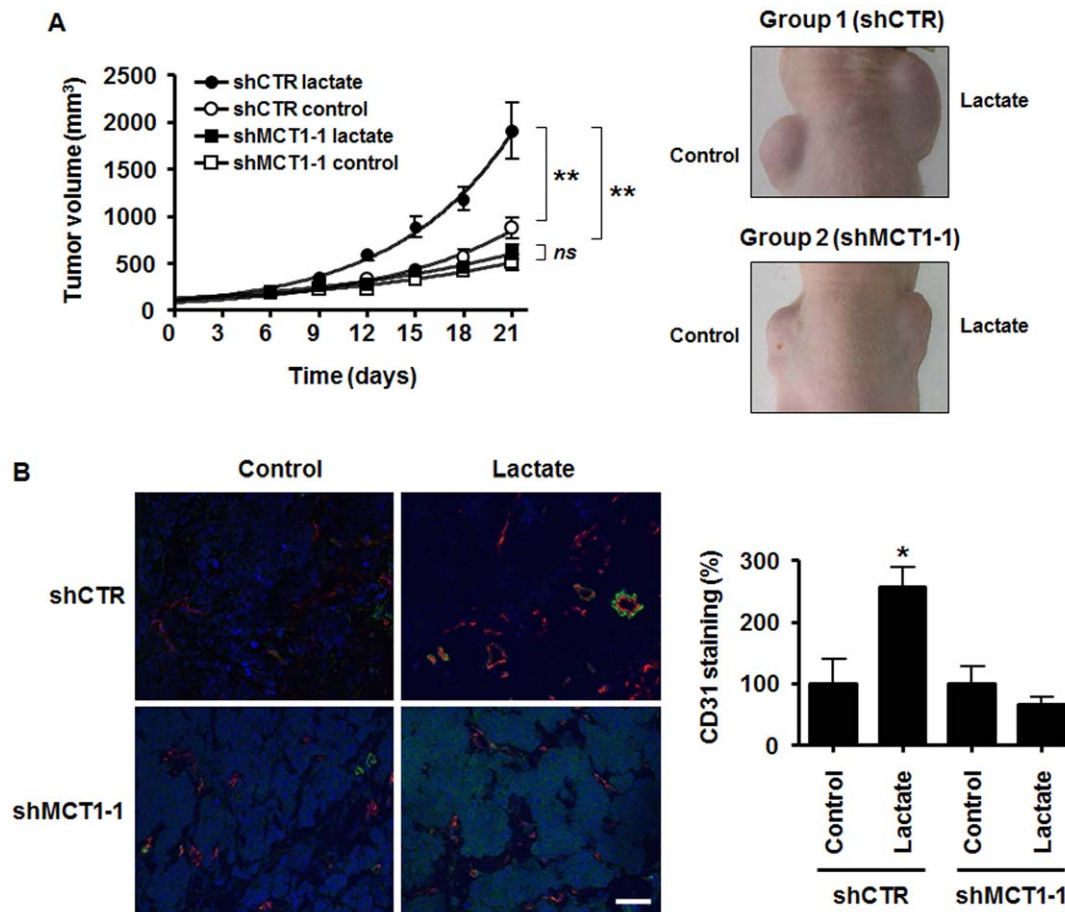 A
Group 1 (shCTR)
Control
Lactate
Group 2 (shMCT1-1)
Control
Lactate
Tumor volume (mm³)
2500
2000
1500
1000
500
0
shCTR lactate
shCTR control
shMCT1-1 lactate
shMCT1-1 control
**
**
ns
0 3 6 9 12 15 18 21
Time (days)
B
Control Lactate
shCTR
shMCT1-1
CD31 staining (%)
300
200
100
0
*
Control
Lactate
Control
Lactate
shCTR shMCT1-1